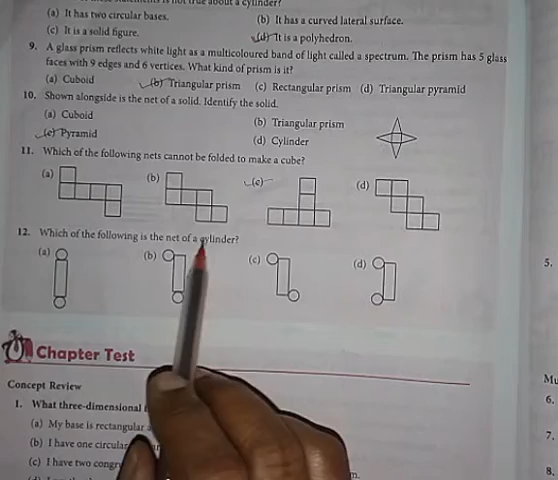 is not true about a cylinder?
(a) It has two circular bases. (b) It has a curved lateral surface.
(c) It is a solid figure. (d) It is a polyhedron.
9. A glass prism reflects white light as a multicoloured band of light called a spectrum. The prism has 5 glass
faces with 9 edges and 6 vertices. What kind of prism is it?
(a) Cuboid (b) Triangular prism (c) Rectangular prism (d) Triangular pyramid
10. Shown alongside is the net of a solid. Identify the solid.
(a) Cuboid (b) Triangular prism
(c) Pyramid (d) Cylinder
11. Which of the following nets cannot be folded to make a cube?
(a) (b) (c) (d)
12. Which of the following is the net of a cylinder?
(a) (b) (c) (d)
5.
Chapter Test
Concept Review
1. What three-dimensional
(a) My base is rectangular
(b) I have one circular
(c) I have two
6.
7.
8.